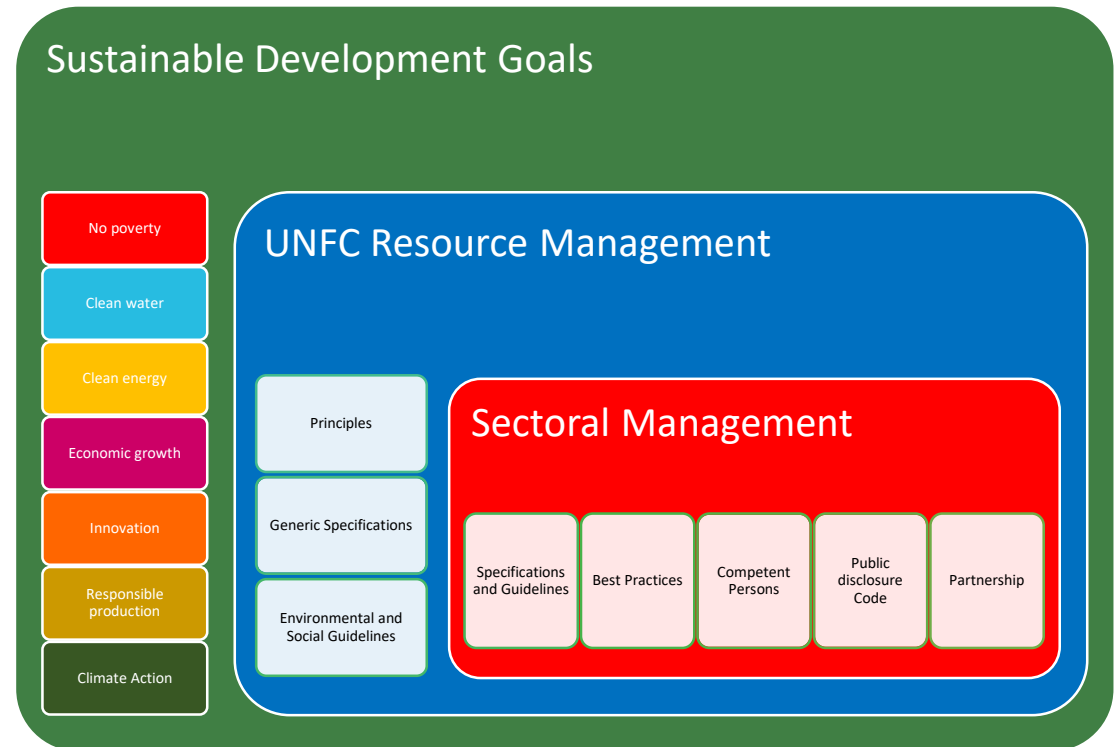 Sustainable Development Goals
No poverty
Clean water
Clean energy
Economic growth
Innovation
Responsible
production
Climate Action
UNFC Resource Management
Principles
Generic Specifications
Environmental and
Social Guidelines
Sectoral Management
Specifications
and Guidelines
Best Practices
Competent
Persons
Public
disclosure
Code
Partnership